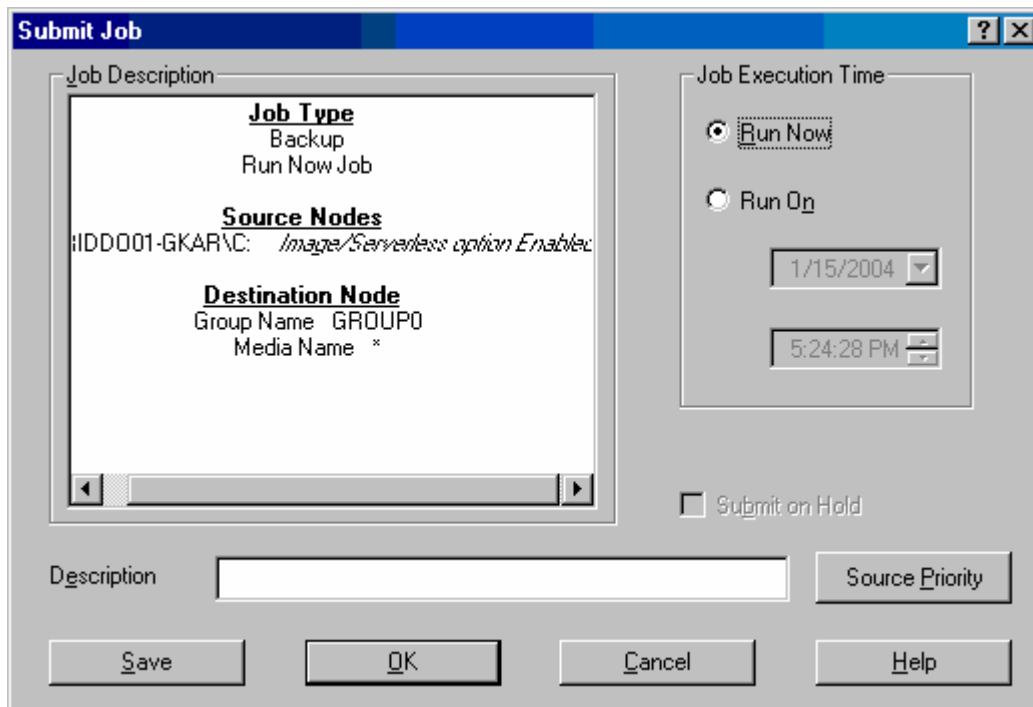 Submit Job
Job Description
Job Type
Backup
Run Now Job
Source Nodes
IDDO01-GKAR\C: Image/Serverless option Enabled
Destination Node
Group Name GROUP0
Media Name *
Job Execution Time
Run Now
Run On
1/15/2004
5:24:28 PM
Submit on Hold
Description
Source Priority
Save
OK
Cancel
Help